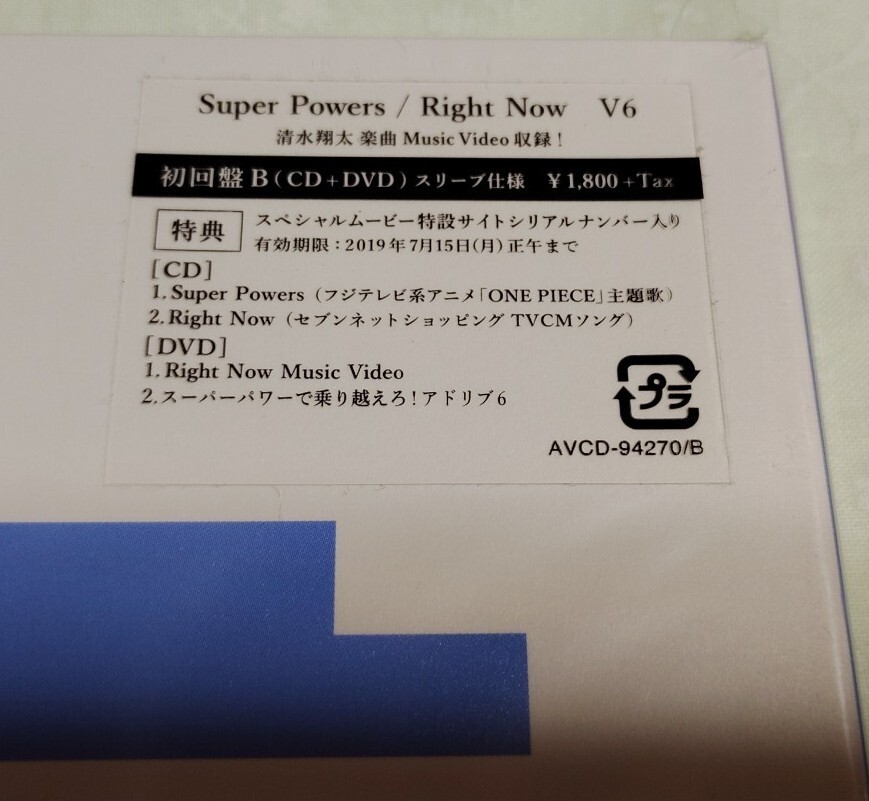 Super Powers / Right Now　V6
清水翔太 楽曲 Music Video 収録！
初回盤 B（CD+DVD）スリーブ仕様　￥1,800+Tax
特典
スペシャルムービー特設サイトシリアルナンバー入り
有効期限：2019年7月15日(月)正午まで
[CD]
1. Super Powers（フジテレビ系アニメ「ONE PIECE」主題歌）
2. Right Now（セブンネットショッピング TVCMソング）
[DVD]
1. Right Now Music Video
2. スーパーパワーで乗り越えろ！アドリブ6
プラ
AVCD-94270/B